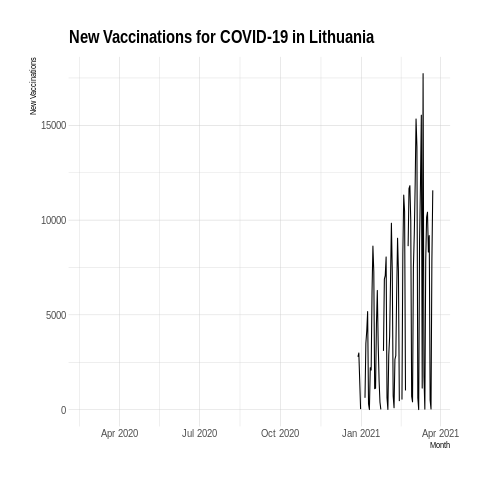 New Vaccinations for COVID-19 in Lithuania
New Vaccinations
15000
10000
5000
0
Apr 2020 Jul 2020 Oct 2020 Jan 2021 Apr 2021
Month